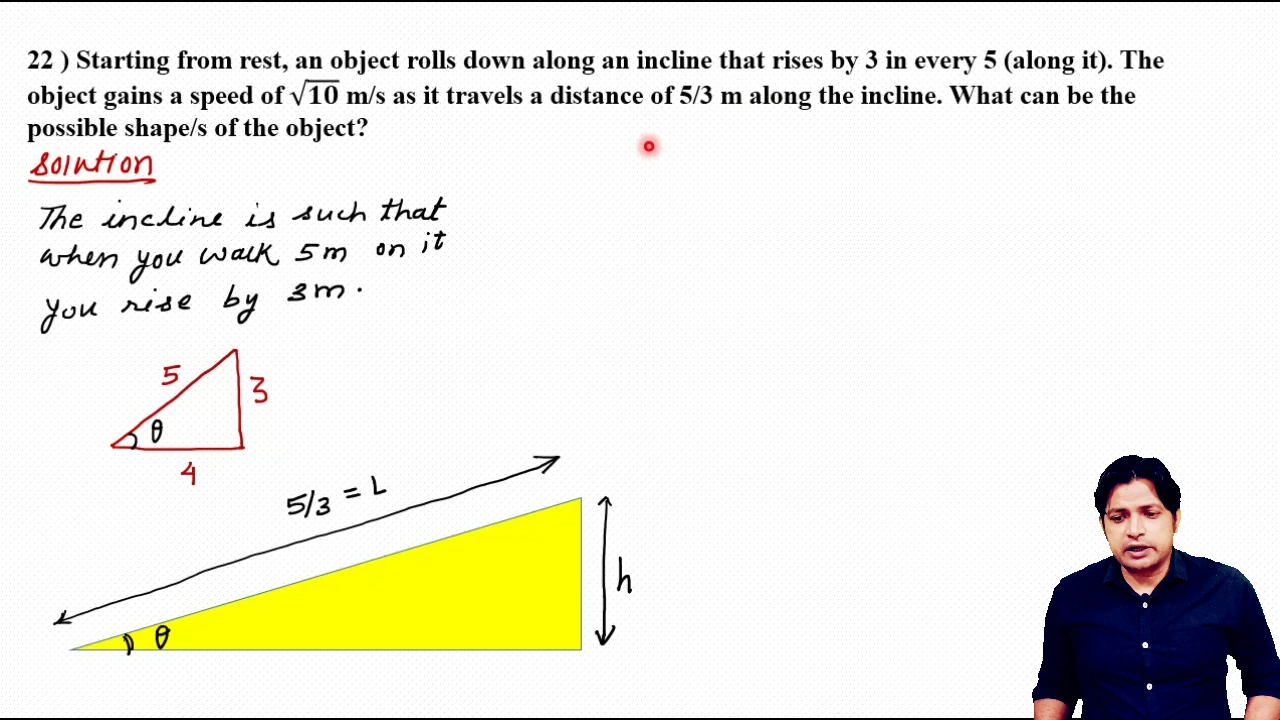 22 ) Starting from rest, an object rolls down along an incline that rises by 3 in every 5 (along it). The
object gains a speed of √10 m/s as it travels a distance of 5/3 m along the incline. What can be the
possible shape/s of the object?
Solution
The incline is such that
when you walk 5m on it
you rise by 3m.
5
3
θ
4
5/3 = L
h
θ